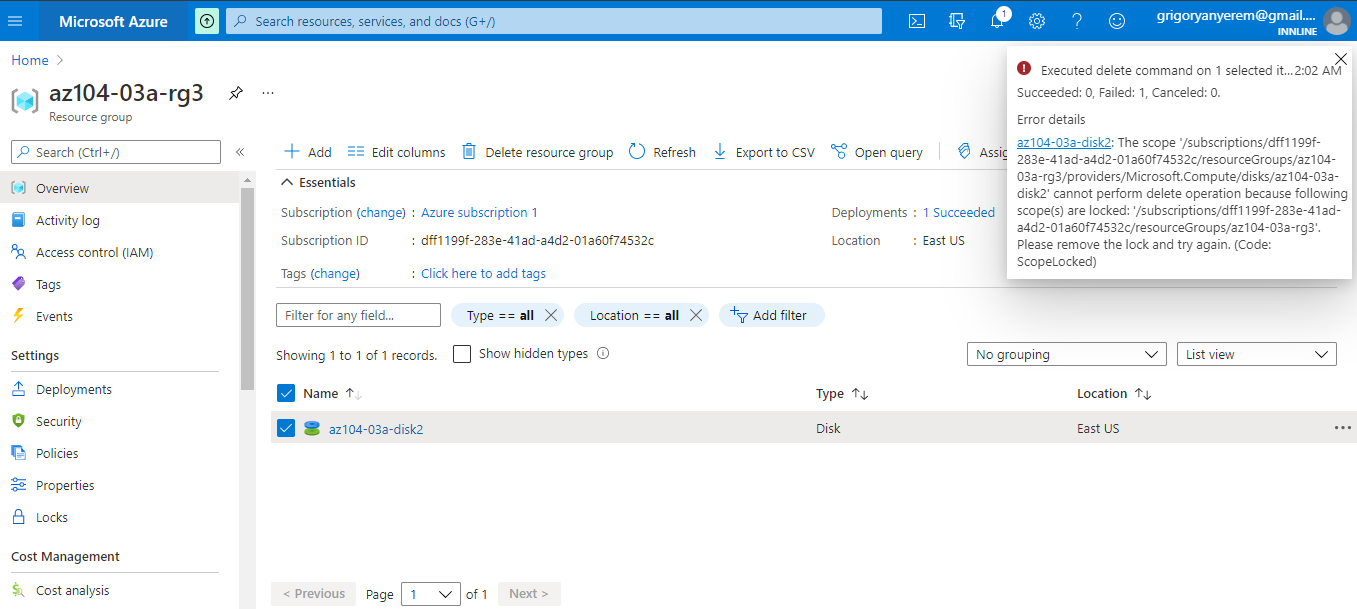 Microsoft Azure
Search resources, services, and docs (G+/)
1
grigoryanyerem@gmail....
INNLINE
Home
az104-03a-rg3
...
Resource group
Search (Ctrl+/)
«
Overview
Activity log
Access control (IAM)
Tags
Events
Settings
Deployments
Security
Policies
Properties
Locks
Cost Management
Cost analysis
Add
Edit columns
Delete resource group
Refresh
Export to CSV
Open query
Assig
Essentials
Subscription (change) : Azure subscription 1
Subscription ID : dff1199f-283e-41ad-a4d2-01a60f74532c
Tags (change) : Click here to add tags
Deployments : 1 Succeeded
Location : East US
Filter for any field...
Type == all
Location == all
Add filter
Showing 1 to 1 of 1 records.
Show hidden types
No grouping
List view
Name
Type
Location
az104-03a-disk2
Disk
East US
...
< Previous
Page
1
of 1
Next >
Executed delete command on 1 selected it...2:02 AM
Succeeded: 0, Failed: 1, Canceled: 0.
Error details
az104-03a-disk2: The scope '/subscriptions/dff1199f-
283e-41ad-a4d2-01a60f74532c/resourceGroups/az104-
03a-rg3/providers/Microsoft.Compute/disks/az104-03a-
disk2' cannot perform delete operation because following
scope(s) are locked: '/subscriptions/dff1199f-283e-41ad-
a4d2-01a60f74532c/resourceGroups/az104-03a-rg3'.
Please remove the lock and try again. (Code:
ScopeLocked)